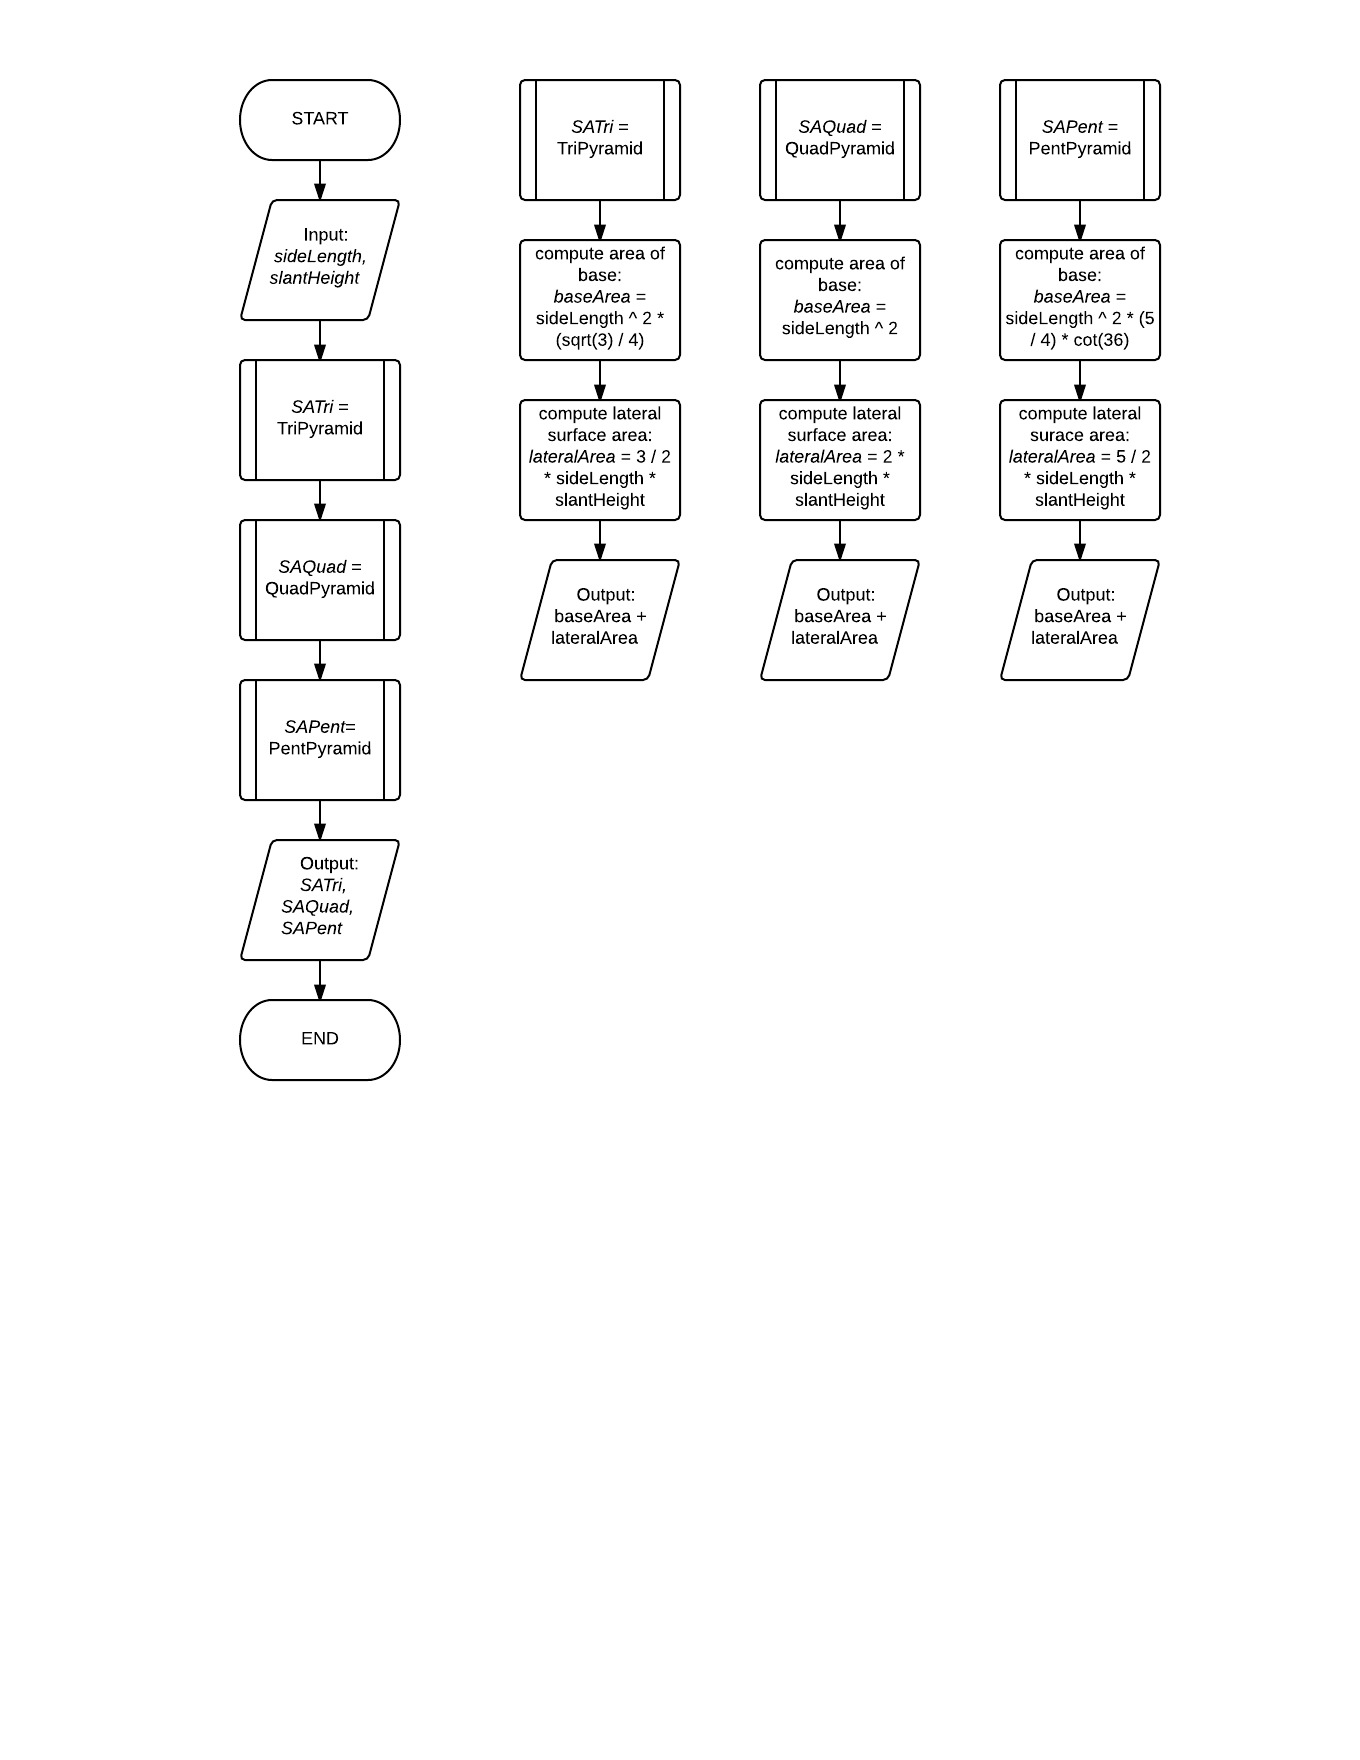 START
Input:
sideLength,
slantHeight
SATri =
TriPyramid
SAQuad =
QuadPyramid
SAPent=
PentPyramid
Output:
SATri,
SAQuad,
SAPent
END
SATri =
TriPyramid
compute area of
base:
baseArea =
sideLength ^ 2 *
(sqrt(3) / 4)
compute lateral
surface area:
lateralArea = 3 / 2
* sideLength *
slantHeight
Output:
baseArea +
lateralArea
SAQuad =
QuadPyramid
compute area of
base:
baseArea =
sideLength ^ 2
compute lateral
surface area:
lateralArea = 2 *
sideLength *
slantHeight
Output:
baseArea +
lateralArea
SAPent =
PentPyramid
compute area of
base:
baseArea =
sideLength ^ 2 * (5
/ 4) * cot(36)
compute lateral
surace area:
lateralArea = 5 / 2
* sideLength *
slantHeight
Output:
baseArea +
lateralArea